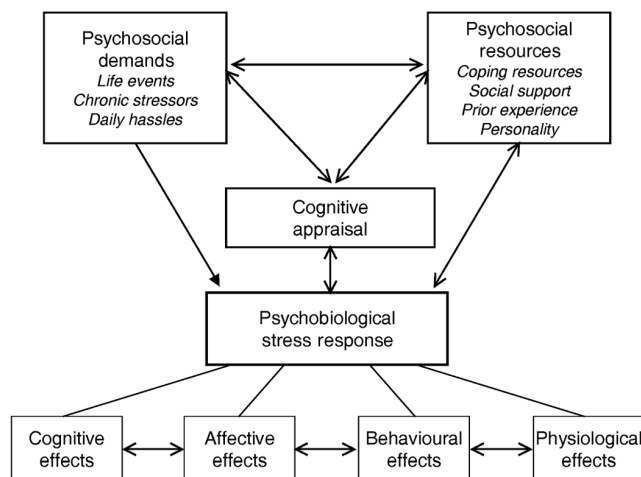 Psychosocial
demands
Life events
Chronic stressors
Daily hassles
Psychosocial
resources
Coping resources
Social support
Prior experience
Personality
Cognitive
appraisal
Psychobiological
stress response
Cognitive
effects
Affective
effects
Behavioural
effects
Physiological
effects